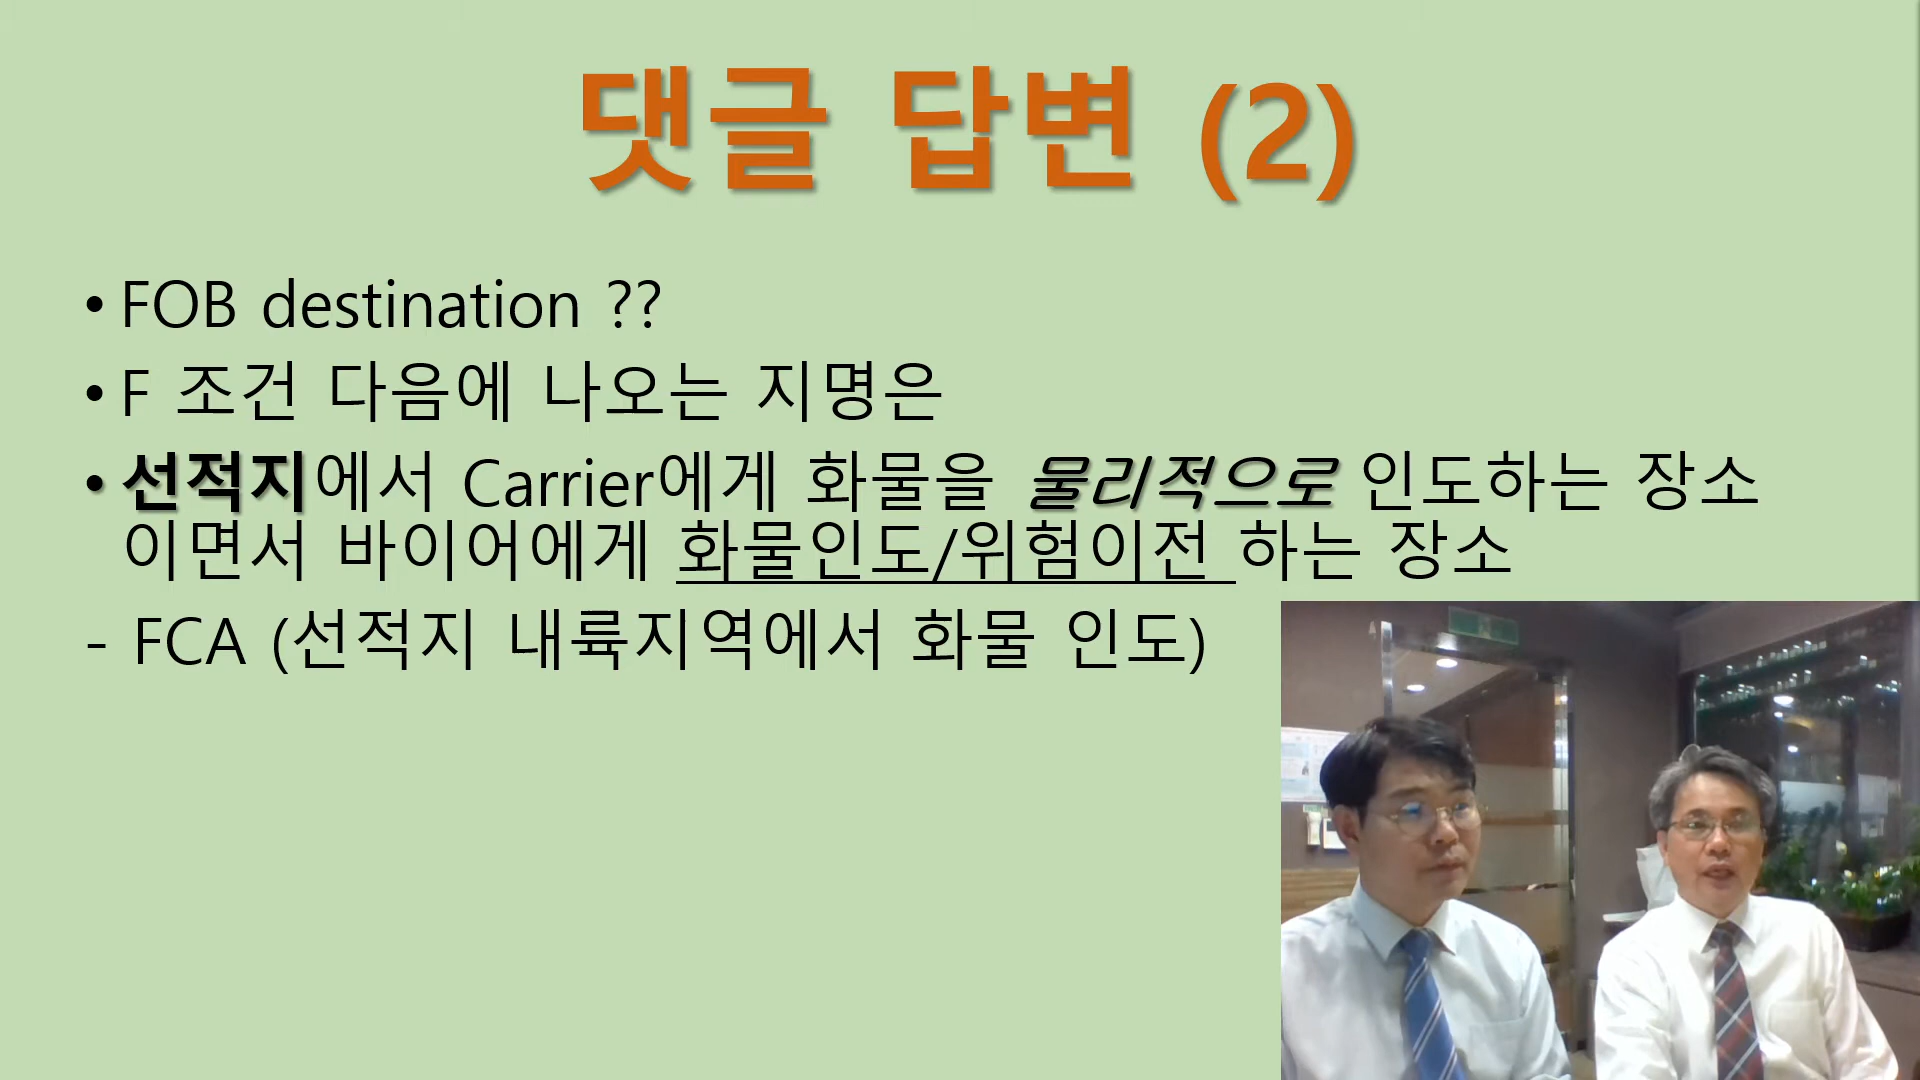 댓글 답변 (2)
• FOB destination ??
• F 조건 다음에 나오는 지명은
• 선적지에서 Carrier에게 화물을 물리적으로 인도하는 장소
이면서 바이어에게 화물인도/위험이전 하는 장소
- FCA (선적지 내륙지역에서 화물 인도)